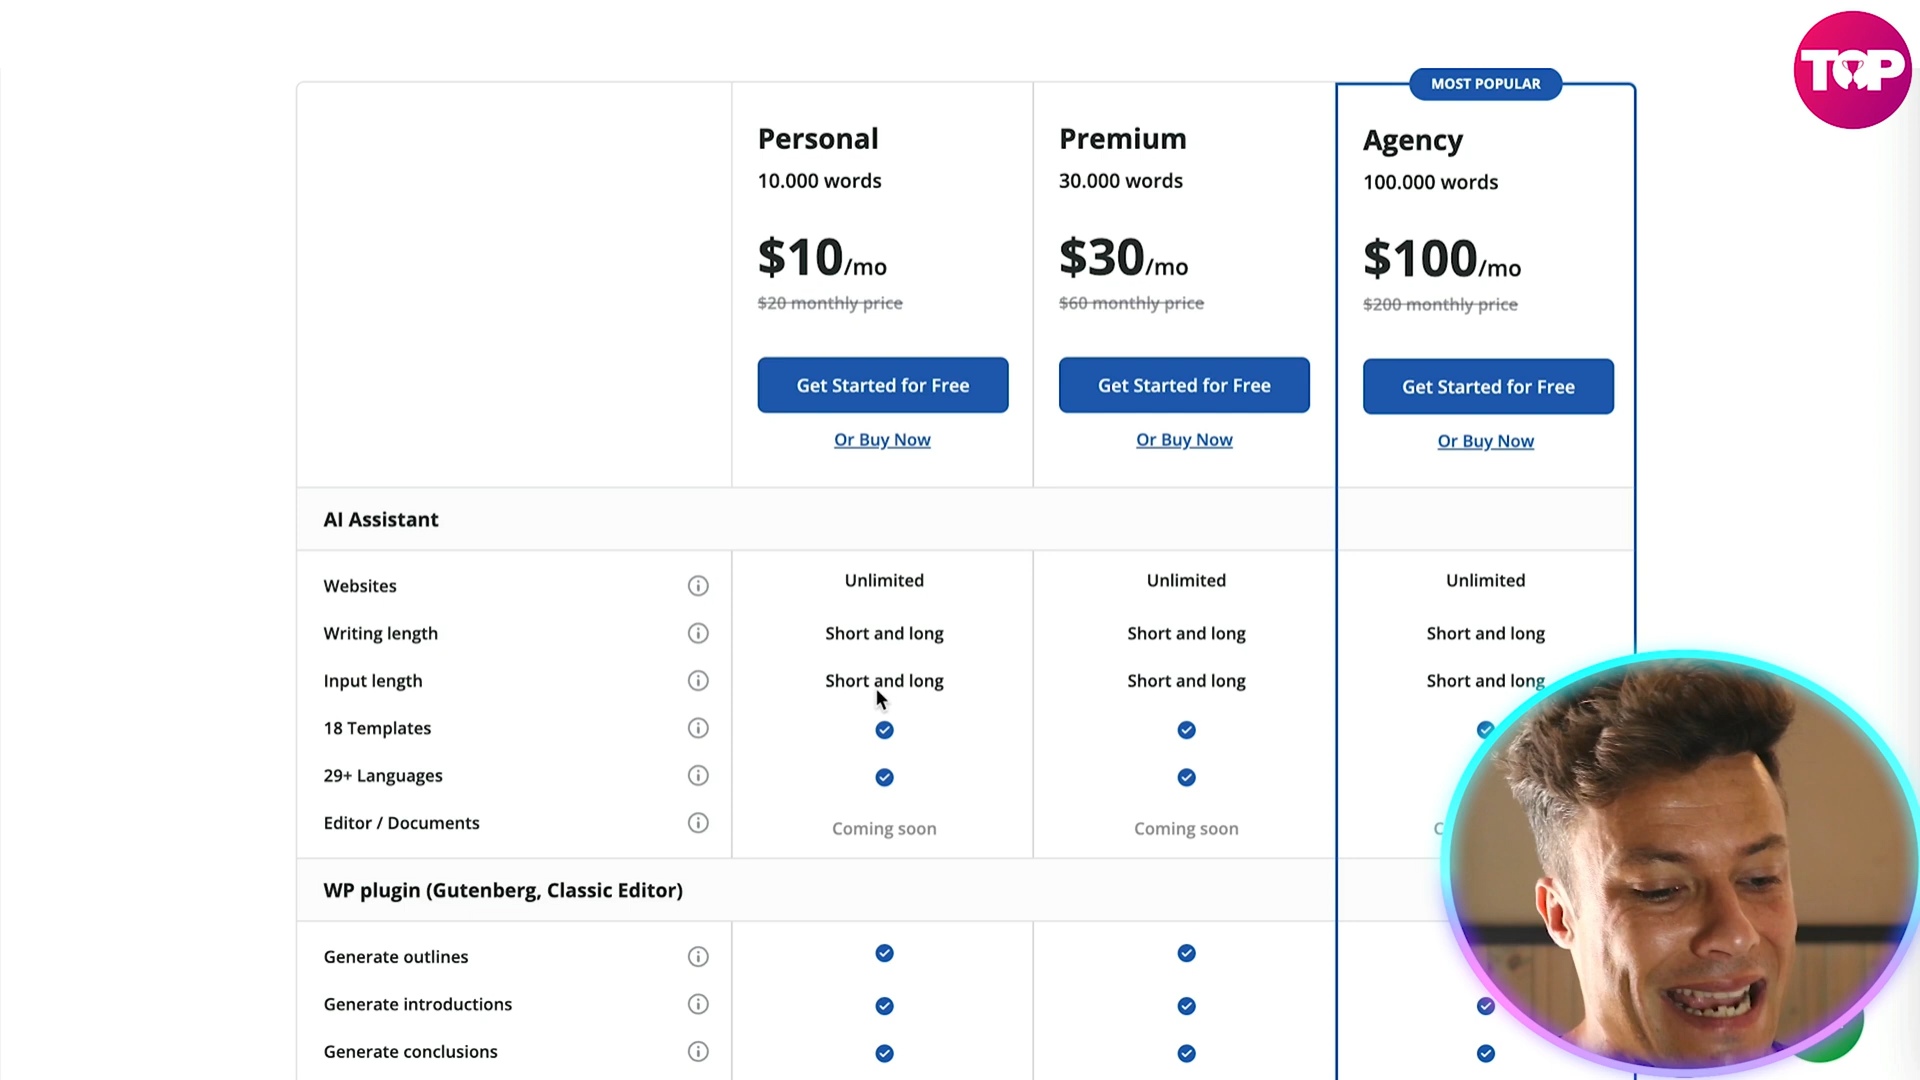 TOP
MOST POPULAR
Personal
10.000 words
$10/mo
$20 monthly price
Get Started for Free
Or Buy Now
Premium
30.000 words
$30/mo
$60 monthly price
Get Started for Free
Or Buy Now
Agency
100.000 words
$100/mo
$200 monthly price
Get Started for Free
Or Buy Now
AI Assistant
Websites Unlimited Unlimited Unlimited
Writing length Short and long Short and long Short and long
Input length Short and long Short and long Short and long
18 Templates
29+ Languages
Editor / Documents Coming soon Coming soon
WP plugin (Gutenberg, Classic Editor)
Generate outlines
Generate introductions
Generate conclusions